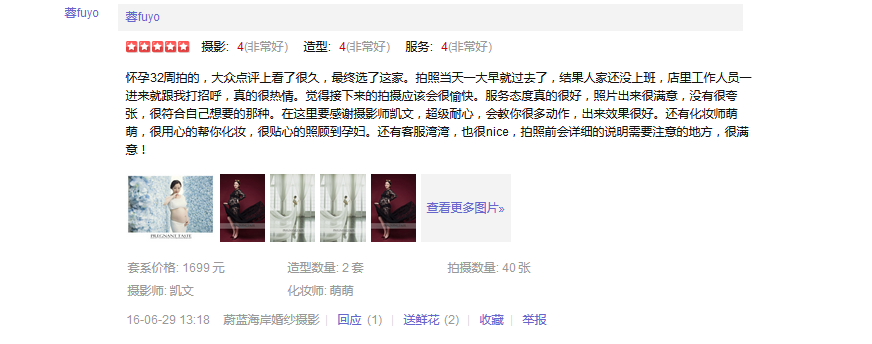 蓉fuyo
蓉fuyo
摄影: 4(非常好) 造型: 4(非常好) 服务: 4(非常好)
怀孕32周拍的，大众点评上看了很久，最终选了这家。拍照当天一大早就过去了，结果人家还没上班，店里工作人员一
进来就跟我打招呼，真的很热情。觉得接下来的拍摄应该会很愉快。服务态度真的很好，照片出来很满意，没有很夸
张，很符合自己想要的那种。在这里要感谢摄影师凯文，超级耐心，会教你很多动作，出来效果很好。还有化妆师萌
萌，很用心的帮你化妆，很贴心的照顾到孕妇。还有客服湾湾，也很nice，拍照前会详细的说明需要注意的地方，很满
意！
查看更多图片»
套系价格: 1699 元 造型数量: 2 套 拍摄数量: 40 张
摄影师: 凯文 化妆师: 萌萌
16-06-29 13:18 蔚蓝海岸婚纱摄影 | 回应 (1) | 送鲜花 (2) | 收藏 | 举报